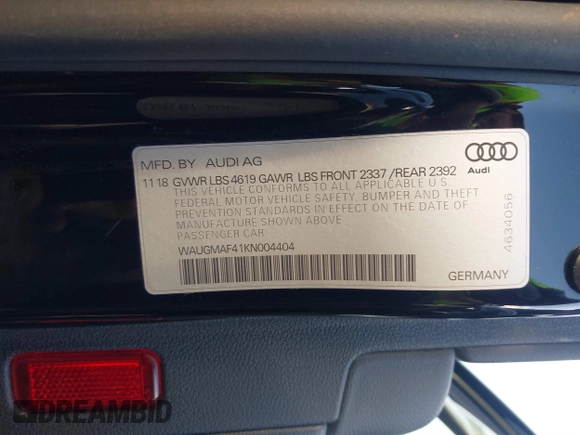 MFD. BY AUDI AG
11 18 GVWR LBS 4619 GAWR LBS FRONT 2337 /REAR 2392
THIS VEHICLE CONFORMS TO ALL APPLICABLE U.S.
FEDERAL MOTOR VEHICLE SAFETY, BUMPER AND THEFT
PREVENTION STANDARDS IN EFFECT ON THE DATE OF
MANUFACTURE SHOWN ABOVE
PASSENGER CAR
WAUGMAF41KN004404
GERMANY
Audi
4634056
DREAMBID